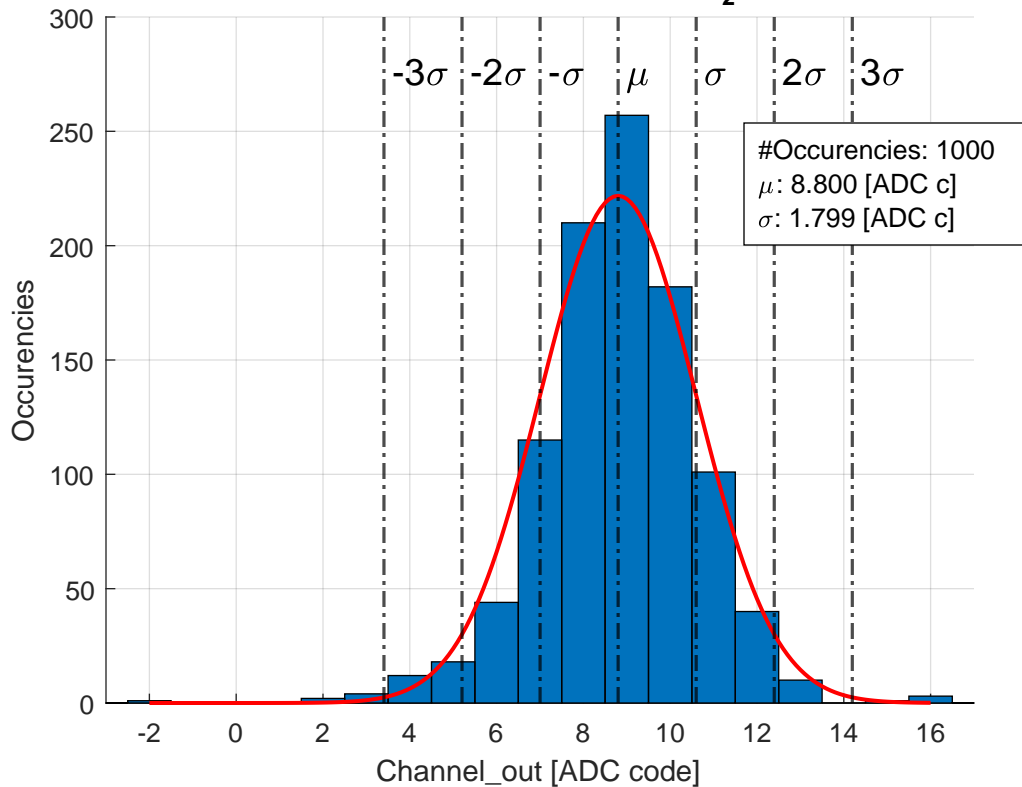 2
300
-3σ -2σ -σ μ σ 2σ 3σ
250
#Occurencies: 1000
μ: 8.800 [ADC c]
σ: 1.799 [ADC c]
200
150
100
50
0
Occurencies
-2 0 2 4 6 8 10 12 14 16
Channel_out [ADC code]